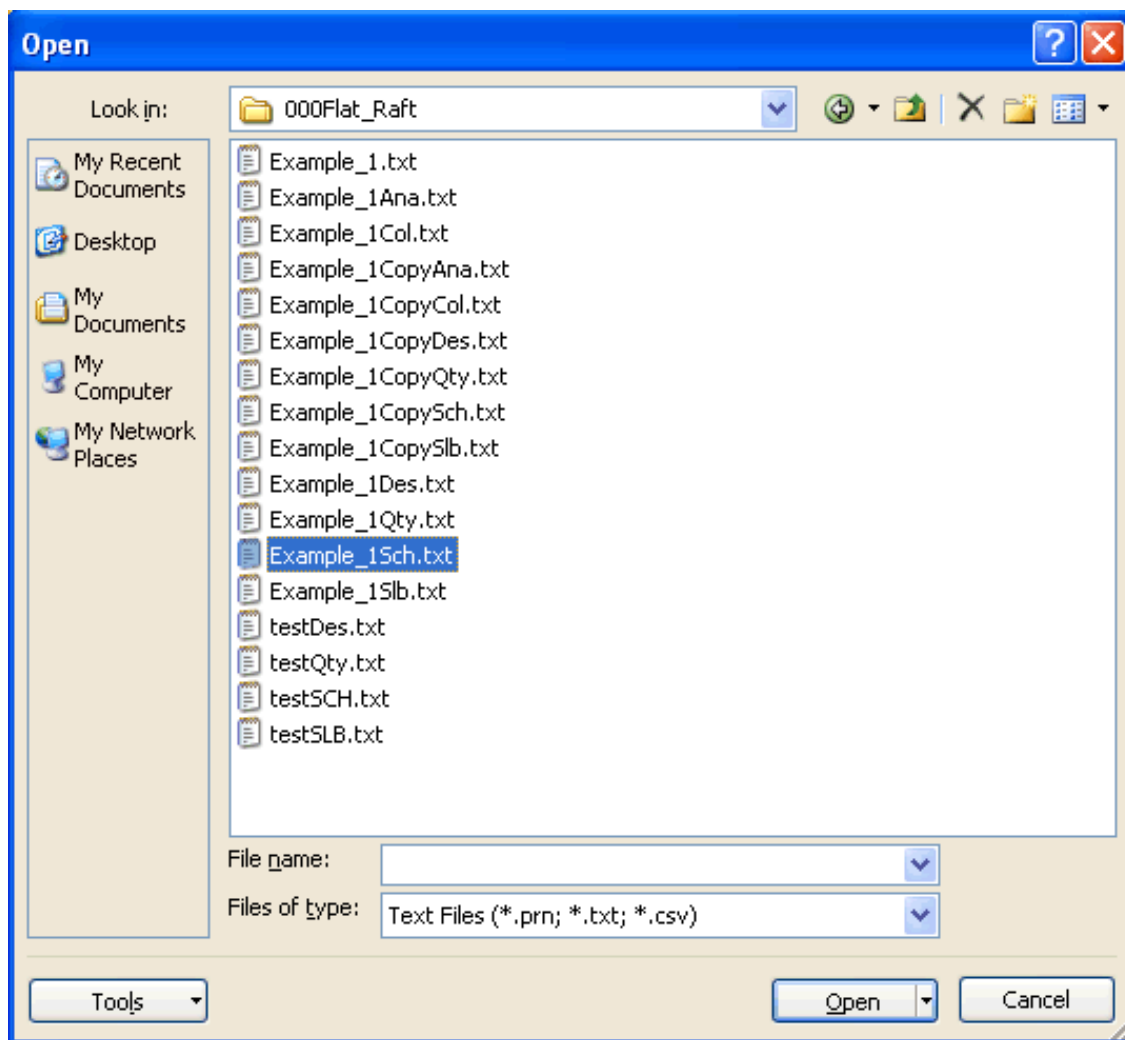 Open
Look in:
000Flat_Raft
My Recent
Documents
Desktop
My
Documents
My
Computer
My Network
Places
Example_1.txt
Example_1Ana.txt
Example_1Col.txt
Example_1CopyAna.txt
Example_1CopyCol.txt
Example_1CopyDes.txt
Example_1CopyQty.txt
Example_1CopySch.txt
Example_1CopySlb.txt
Example_1Des.txt
Example_1Qty.txt
Example_1Sch.txt
Example_1Slb.txt
testDes.txt
testQty.txt
testSCH.txt
testSLB.txt
File name:
Files of type:
Text Files (*.prn; *.txt; *.csv)
Tools
Open
Cancel